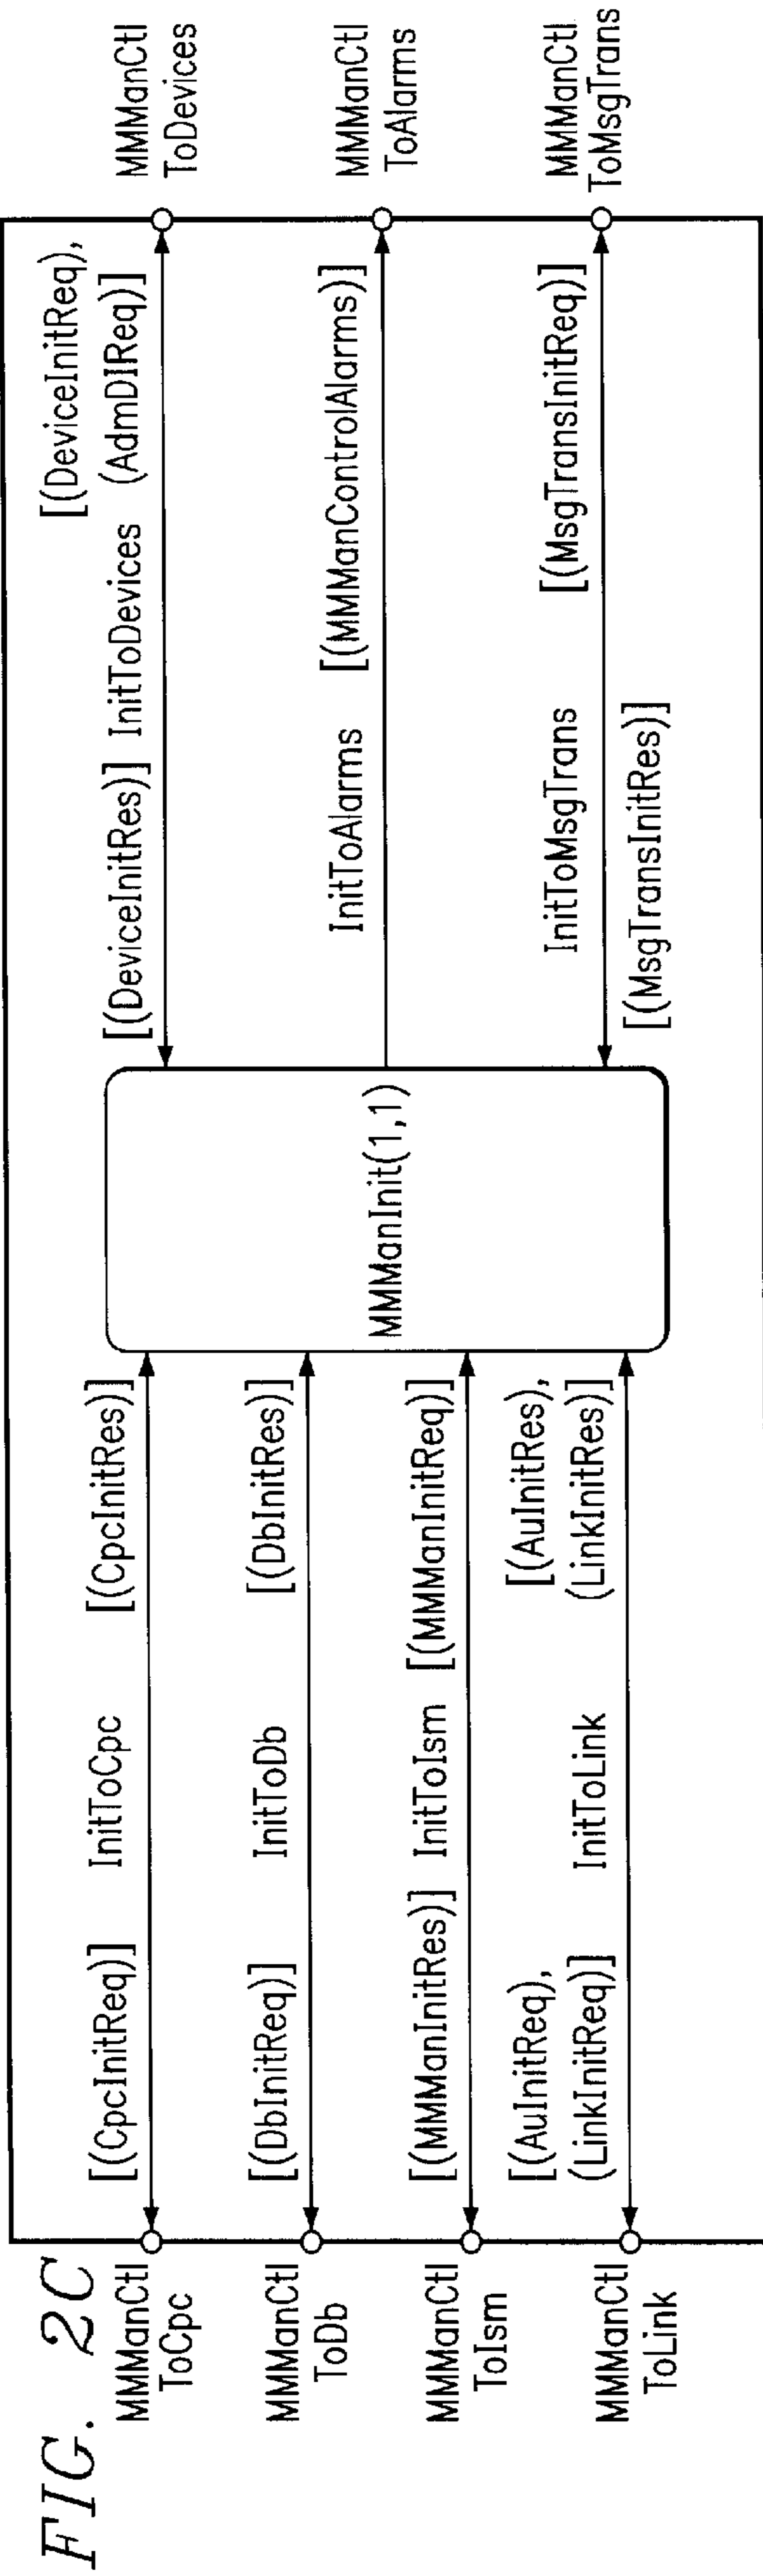 FIG. 2C
MMManCtl
ToCpc
[(CpcInitReq)]
InitToCpc
[(CpcInitRes)]
MMManCtl
ToDb
[(DbInitReq)]
InitToDb
[(DbInitRes)]
MMManCtl
ToIsm
[(MMManInitRes)]
InitToIsm
[(MMManInitReq)]
MMManCtl
ToLink
[(AuInitReq),
(LinkInitReq)]
InitToLink
[(AuInitRes),
(LinkInitRes)]
MMManInit(1,1)
[(DeviceInitRes)]
InitToDevices
[(DeviceInitReq),
(AdmDIReq)]
MMManCtl
ToDevices
InitToAlarms
[(MMManControlAlarms)]
MMManCtl
ToAlarms
InitToMsgTrans
[(MsgTransInitReq)]
[(MsgTransInitRes)]
MMManCtl
ToMsgTrans